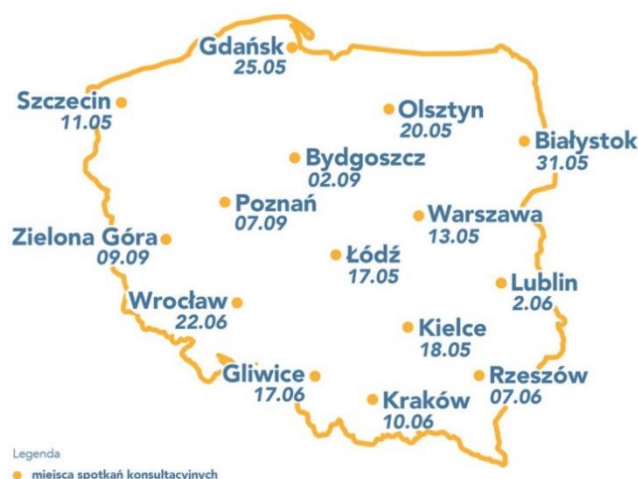 Gdańsk
25.05
Szczecin
11.05
Olsztyn
20.05
Białystok
31.05
Bydgoszcz
02.09
Poznań
07.09
Warszawa
13.05
Zielona Góra
09.09
Łódź
17.05
Lublin
2.06
Wrocław
22.06
Kielce
18.05
Gliwice
17.06
Rzeszów
07.06
Kraków
10.06
Legenda
miejsca spotkań konsultacyjnych